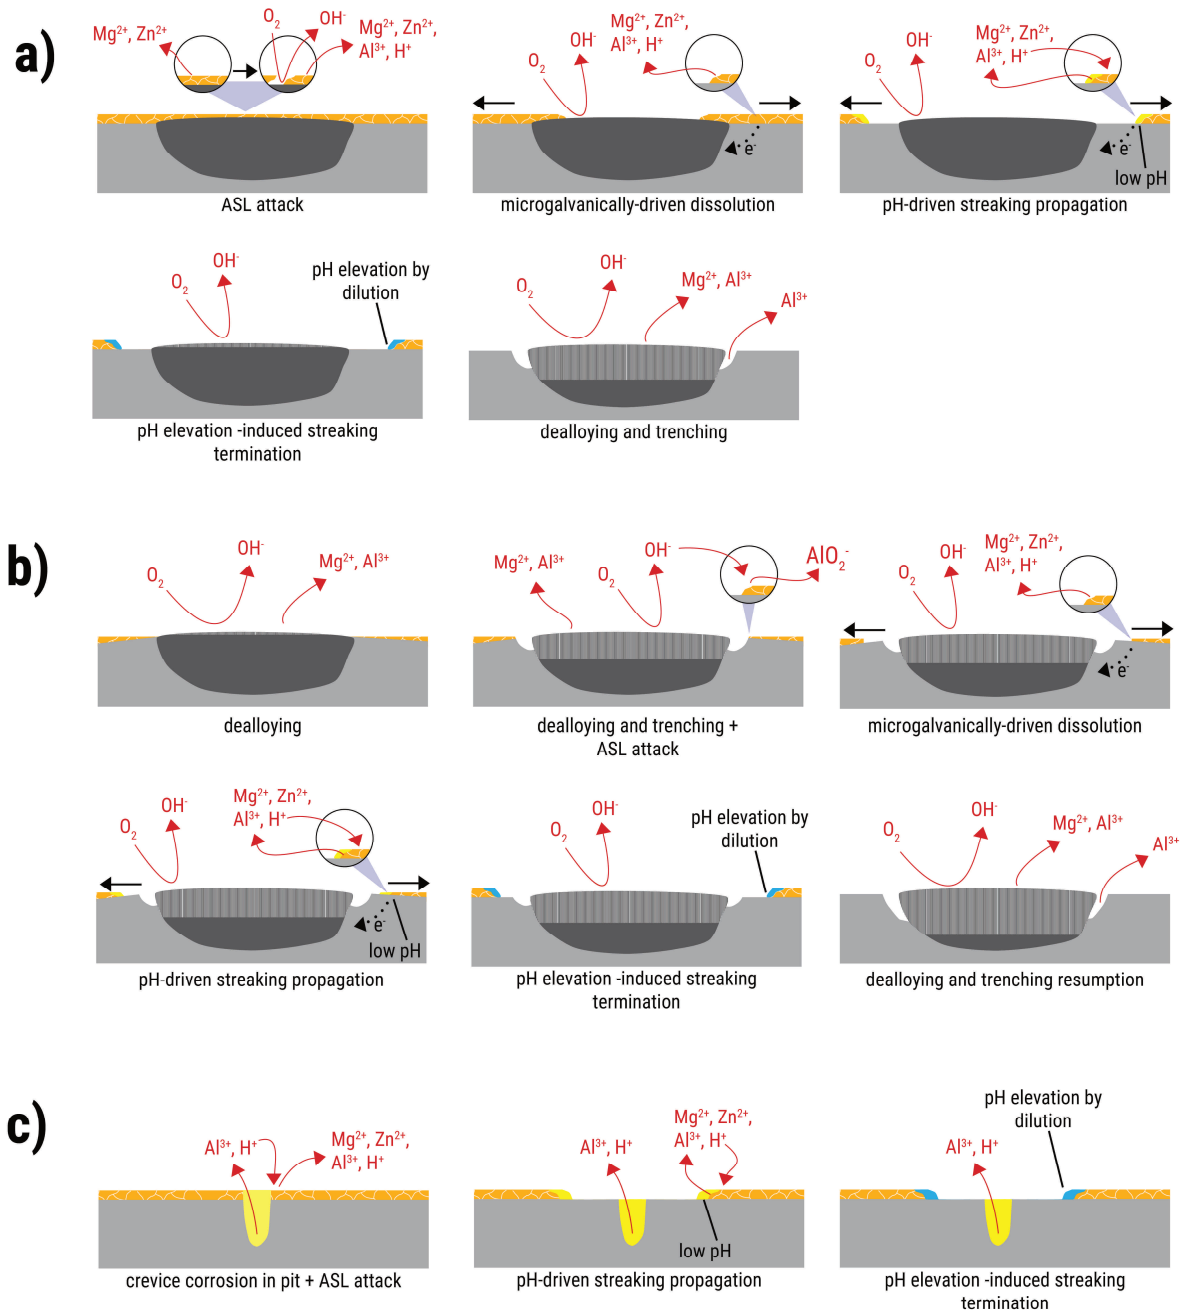 a)
Mg²⁺, Zn²⁺
O₂
OH⁻
Mg²⁺, Zn²⁺,
Al³⁺, H⁺
ASL attack
O₂
OH⁻
Mg²⁺, Zn²⁺,
Al³⁺, H⁺
e⁻
microgalvanically-driven dissolution
O₂
OH⁻
Mg²⁺, Zn²⁺,
Al³⁺, H⁺
e⁻
low pH
pH-driven streaking propagation
O₂
OH⁻
pH elevation by
dilution
pH elevation -induced streaking
termination
O₂
OH⁻
Mg²⁺, Al³⁺
Al³⁺
dealloying and trenching
b)
O₂
OH⁻
Mg²⁺, Al³⁺
dealloying
Mg²⁺, Al³⁺
O₂
OH⁻
AlO₂⁻
dealloying and trenching +
ASL attack
O₂
OH⁻
Mg²⁺, Zn²⁺,
Al³⁺, H⁺
e⁻
microgalvanically-driven dissolution
O₂
OH⁻
Mg²⁺, Zn²⁺,
Al³⁺, H⁺
e⁻
low pH
pH-driven streaking propagation
O₂
OH⁻
pH elevation by
dilution
pH elevation -induced streaking
termination
O₂
OH⁻
Mg²⁺, Al³⁺
Al³⁺
dealloying and trenching resumption
c)
Al³⁺, H⁺
Mg²⁺, Zn²⁺,
Al³⁺, H⁺
crevice corrosion in pit + ASL attack
Al³⁺, H⁺
Mg²⁺, Zn²⁺,
Al³⁺, H⁺
low pH
pH-driven streaking propagation
Al³⁺, H⁺
pH elevation by
dilution
pH elevation -induced streaking
termination